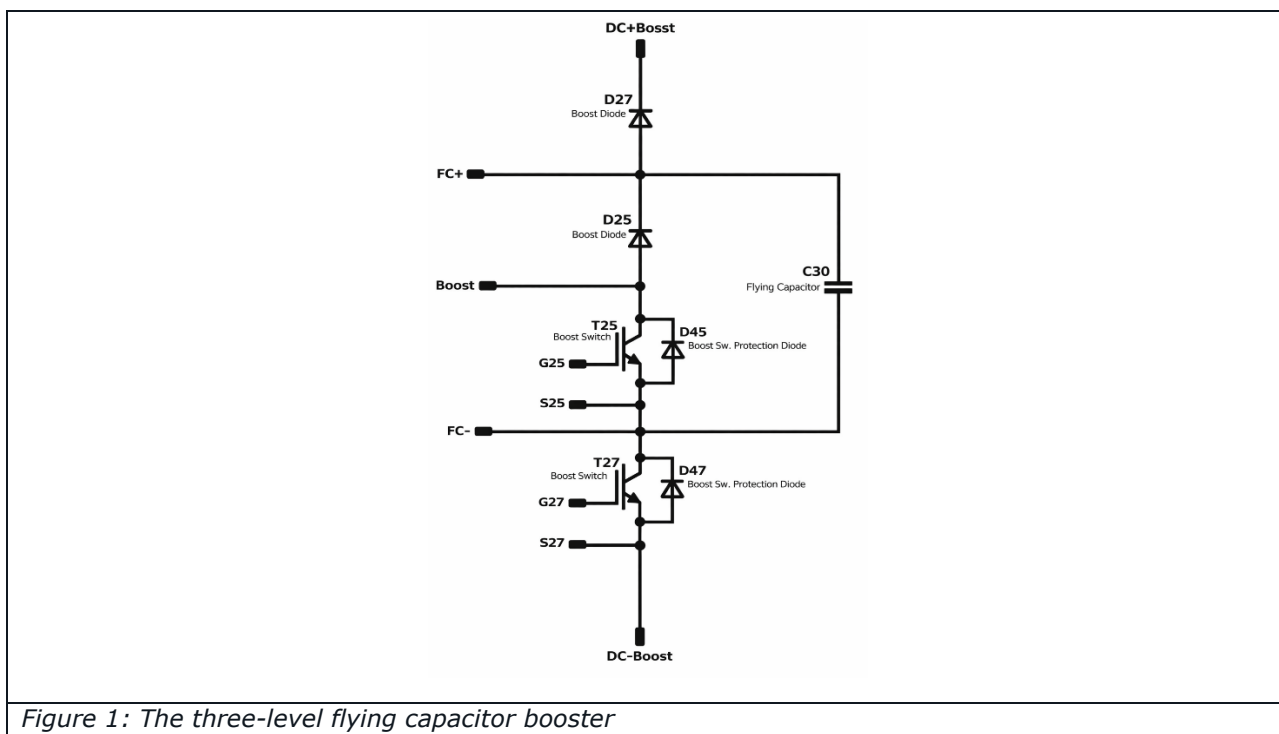 DC+Bosst
D27
Boost Diode
FC+
D25
Boost Diode
C30
Flying Capacitor
Boost
T25
Boost Switch
D45
Boost Sw. Protection Diode
G25
S25
FC-
T27
Boost Switch
D47
Boost Sw. Protection Diode
G27
S27
DC-Boost
Figure 1: The three-level flying capacitor booster